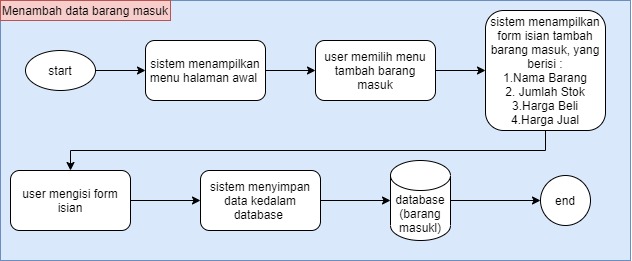 Menambah data barang masuk
start
sistem menampilkan
menu halaman awal
user memilih menu
tambah barang
masuk
sistem menampilkan
form isian tambah
barang masuk, yang
berisi :
1.Nama Barang
2. Jumlah Stok
3.Harga Beli
4.Harga Jual
user mengisi form
isian
sistem menyimpan
data kedalam
database
database
(barang
masukl)
end